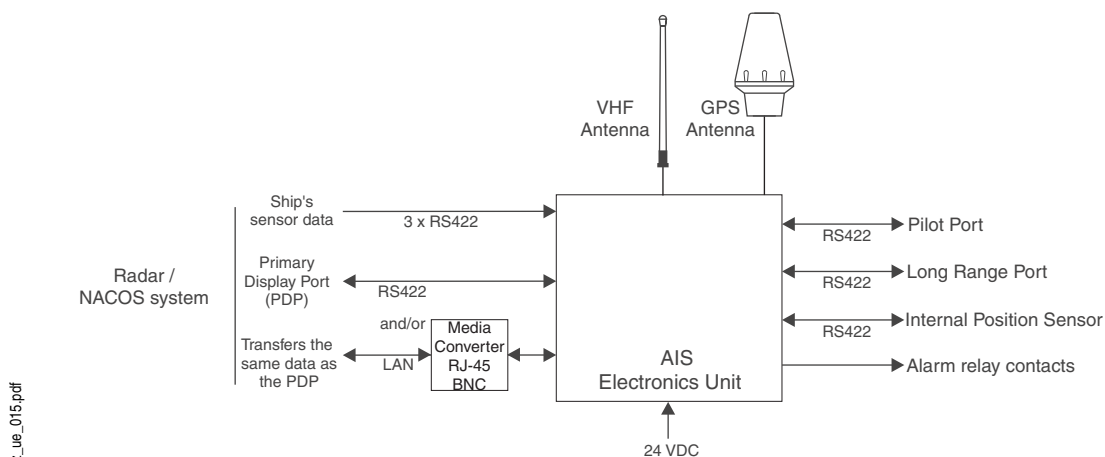 VHF
Antenna
GPS
Antenna
Radar /
NACOS system
Ship's
sensor data
3 x RS422
Primary
Display Port
(PDP)
RS422
and/or
Transfers the
same data as
the PDP
LAN
Media
Converter
RJ-45
BNC
AIS
Electronics Unit
24 VDC
RS422
Pilot Port
RS422
Long Range Port
RS422
Internal Position Sensor
Alarm relay contacts
_ue_015.pdf